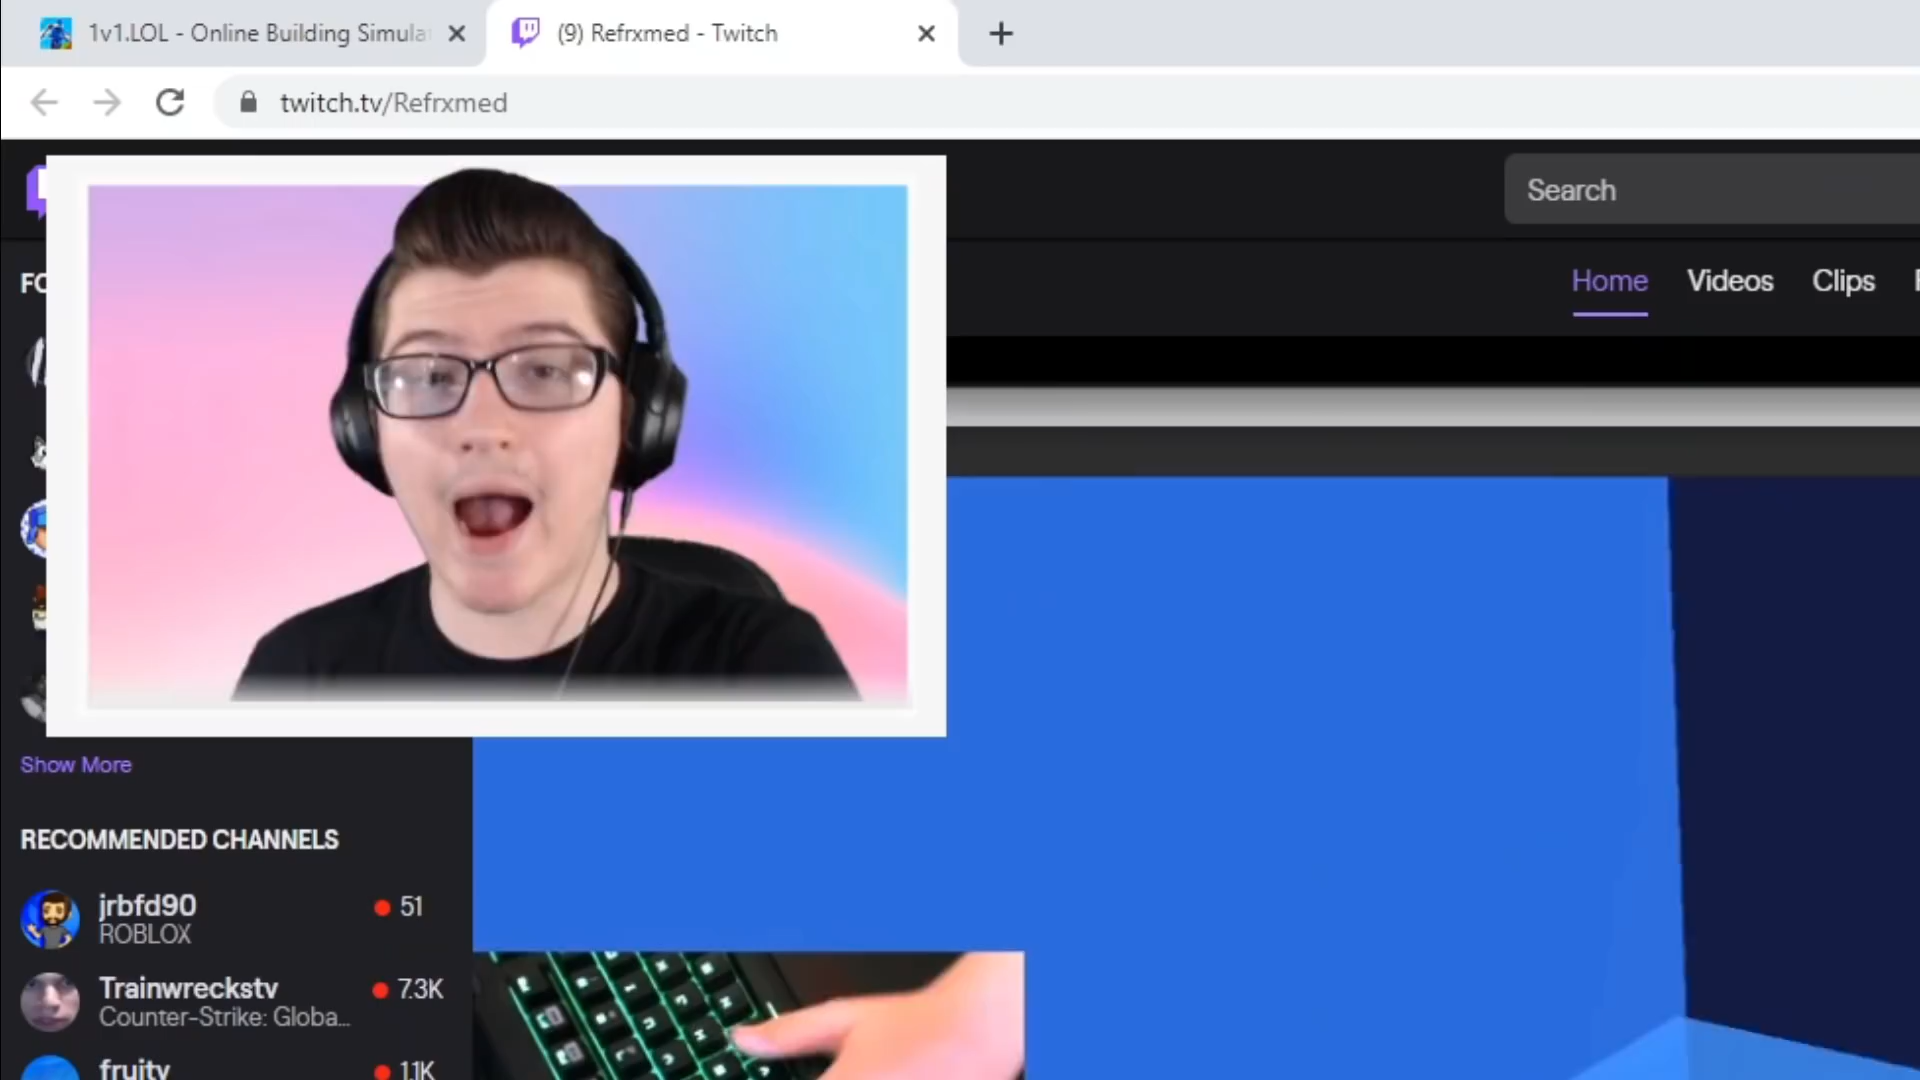 1v1.LOL - Online Building Simula
(9) Refrxmed - Twitch
twitch.tv/Refrxmed
Search
Home Videos Clips
FO
Show More
RECOMMENDED CHANNELS
jrbfd90 51
ROBLOX
Trainwreckstv 7.3K
Counter-Strike: Globa...
fruity 1.1K